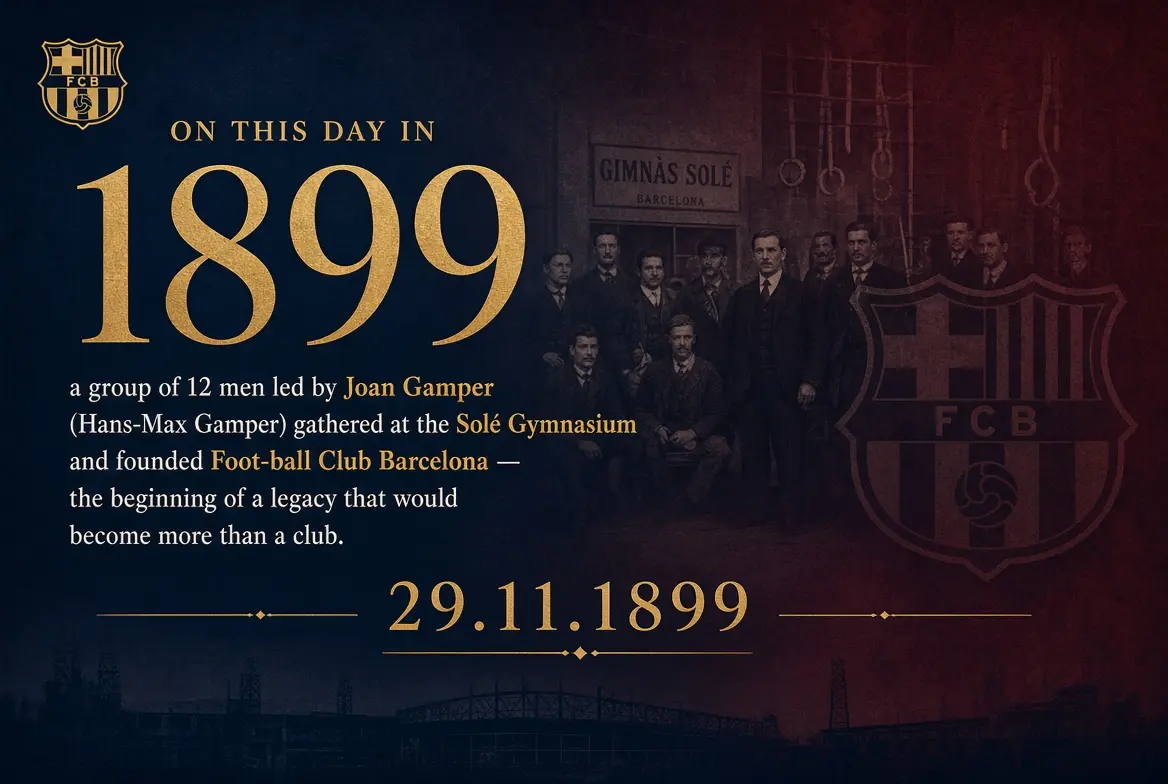 FCB
ON THIS DAY IN
1899
GIMNÀS SOLÉ
BARCELONA
a group of 12 men led by Joan Gamper
(Hans-Max Gamper) gathered at the Solé Gymnasium
and founded Foot-ball Club Barcelona —
the beginning of a legacy that would
become more than a club.
FCB
29.11.1899